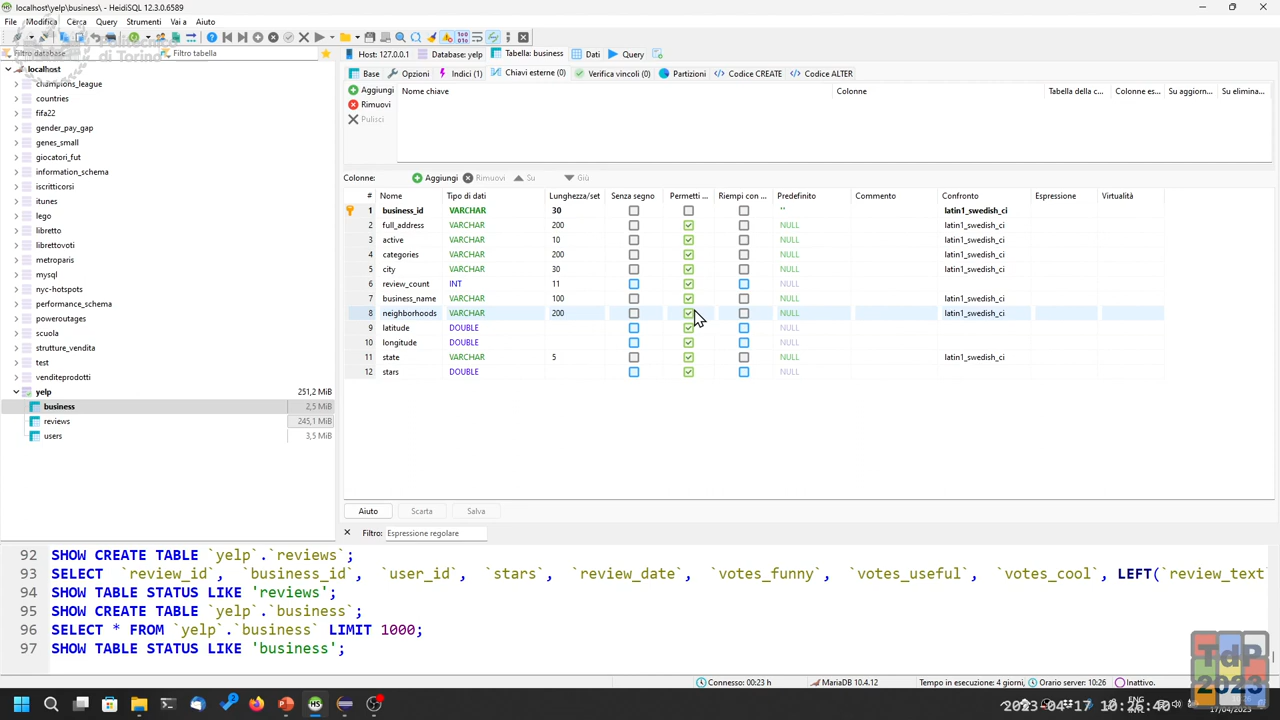 localhost\yelp\business\ - HeidiSQL 12.3.0.6589
File Modifica Cerca Query Strumenti Vai a Aiuto
Politecnico di Torino
Filtro database Filtro tabella
Host: 127.0.0.1 Database: yelp Tabella: business Dati Query
localhost
champions_league
countries
fifa22
gender_pay_gap
genes_small
giocatori_fut
information_schema
iscritticorsi
itunes
lego
libretto
librettovoti
metroparis
mysql
nyc-hotspots
performance_schema
poweroutages
scuola
strutture_vendita
test
venditeprodotti
yelp 251,2 MiB
business 2,5 MiB
reviews 245,1 MiB
users 3,5 MiB
Base Opzioni Indici (1) Chiavi esterne (0) Verifica vincoli (0) Partizioni Codice CREATE Codice ALTER
Aggiungi
Rimuovi
Pulisci
Nome chiave Colonne Tabella della c... Colonne es... Su aggiorn... Su elimina...
Colonne: Aggiungi Rimuovi Su Giù
# Nome Tipo di dati Lunghezza/set Senza segno Permetti ... Riempi con ... Predefinito Commento Confronto Espressione Virtualità
1 business_id VARCHAR 30 '' latin1_swedish_ci
2 full_address VARCHAR 200 NULL latin1_swedish_ci
3 active VARCHAR 10 NULL latin1_swedish_ci
4 categories VARCHAR 200 NULL latin1_swedish_ci
5 city VARCHAR 30 NULL latin1_swedish_ci
6 review_count INT 11 NULL
7 business_name VARCHAR 100 NULL latin1_swedish_ci
8 neighborhoods VARCHAR 200 NULL latin1_swedish_ci
9 latitude DOUBLE NULL
10 longitude DOUBLE NULL
11 state VARCHAR 5 NULL latin1_swedish_ci
12 stars DOUBLE NULL
Aiuto Scarta Salva
Filtro: Espressione regolare
92 SHOW CREATE TABLE `yelp`.`reviews`;
93 SELECT `review_id`, `business_id`, `user_id`, `stars`, `review_date`, `votes_funny`, `votes_useful`, `votes_cool`, LEFT(`review_text`
94 SHOW TABLE STATUS LIKE 'reviews';
95 SHOW CREATE TABLE `yelp`.`business`;
96 SELECT * FROM `yelp`.`business` LIMIT 1000;
97 SHOW TABLE STATUS LIKE 'business';
Connesso: 00:23 h MariaDB 10.4.12 Tempo in esecuzione: 4 giorni, Orario server: 10:26 Inattivo.
TdP
2023
ENG
2023-04-17 10:26:40
17/04/2023